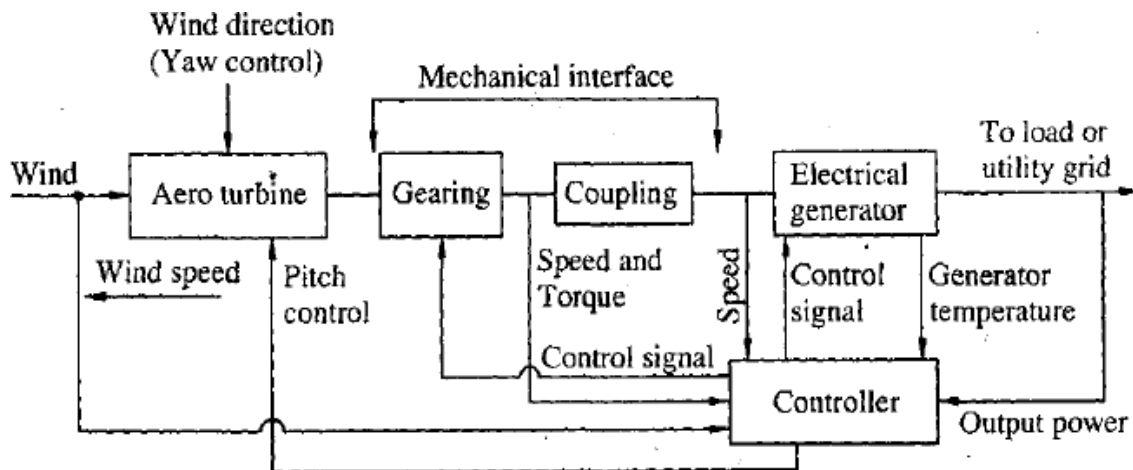 Wind direction
(Yaw control)
Mechanical interface
To load or
utility grid
Wind
Aero turbine
Gearing
Coupling
Electrical
generator
Wind speed
Pitch
control
Speed and
Torque
Speed
Control
signal
Generator
temperature
Control signal
Controller
Output power